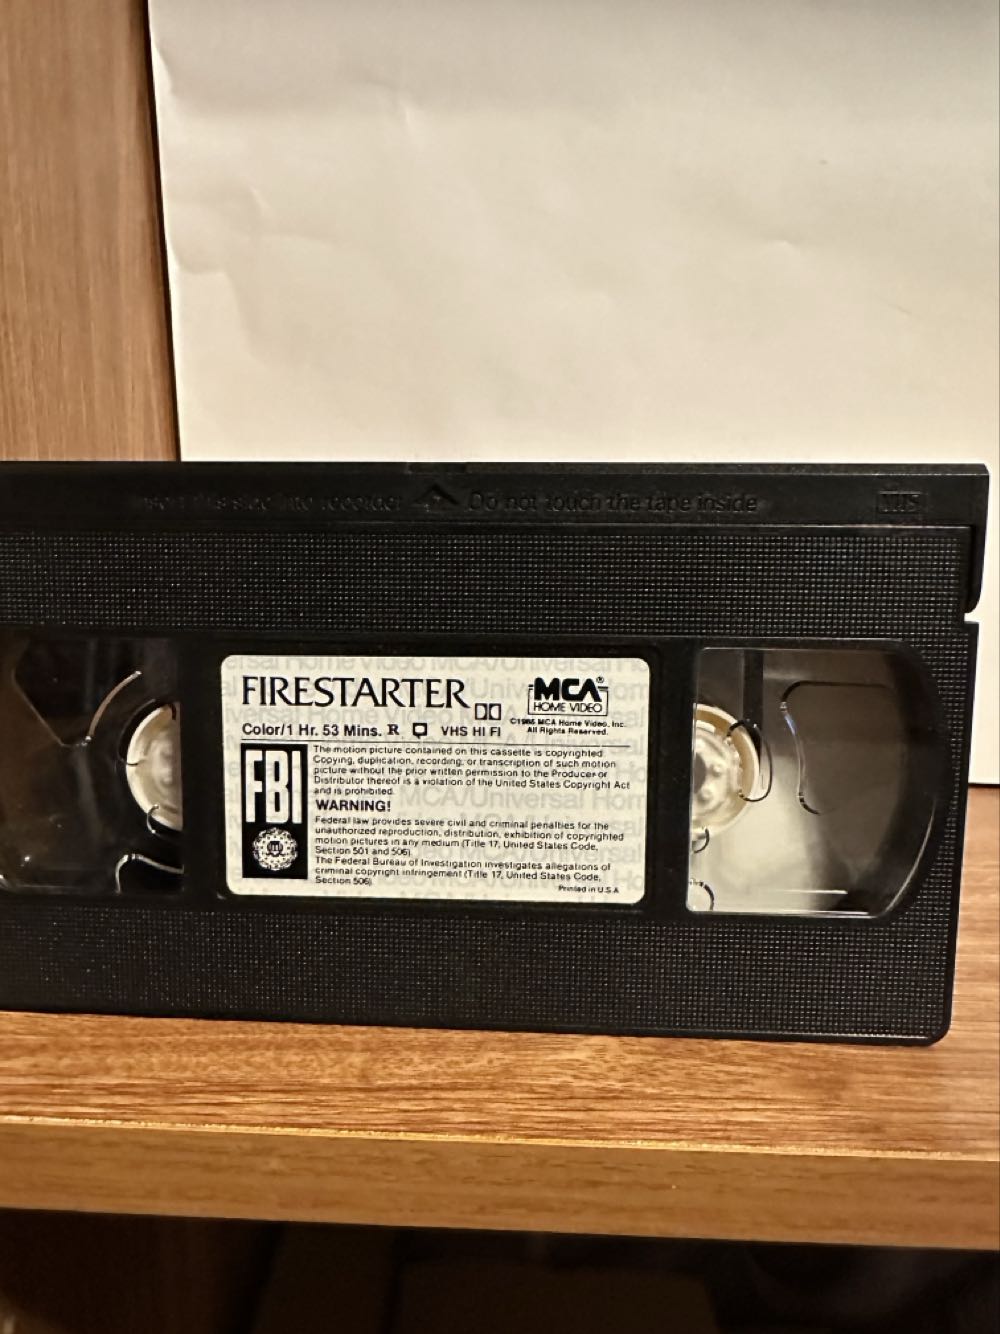 Do not touch the tape inside
VHS
FIRESTARTER
MCA®
HOME VIDEO
Color/1 Hr. 53 Mins. R VHS HI FI
©1985 MCA Home Video, Inc.
All Rights Reserved.
FBI
The motion picture contained on this cassette is copyrighted.
Copying, duplication, recording, or transcription of such motion
picture without the prior written permission to the Producer or
Distributor thereof is a violation of the United States Copyright Act
and is prohibited.
WARNING!
Federal law provides severe civil and criminal penalties for the
unauthorized reproduction, distribution, exhibition of copyrighted
motion pictures in any medium (Title 17, United States Code,
Section 501 and 506).
The Federal Bureau of Investigation investigates allegations of
criminal copyright infringement (Title 17, United States Code,
Section 506).
Printed in U.S.A